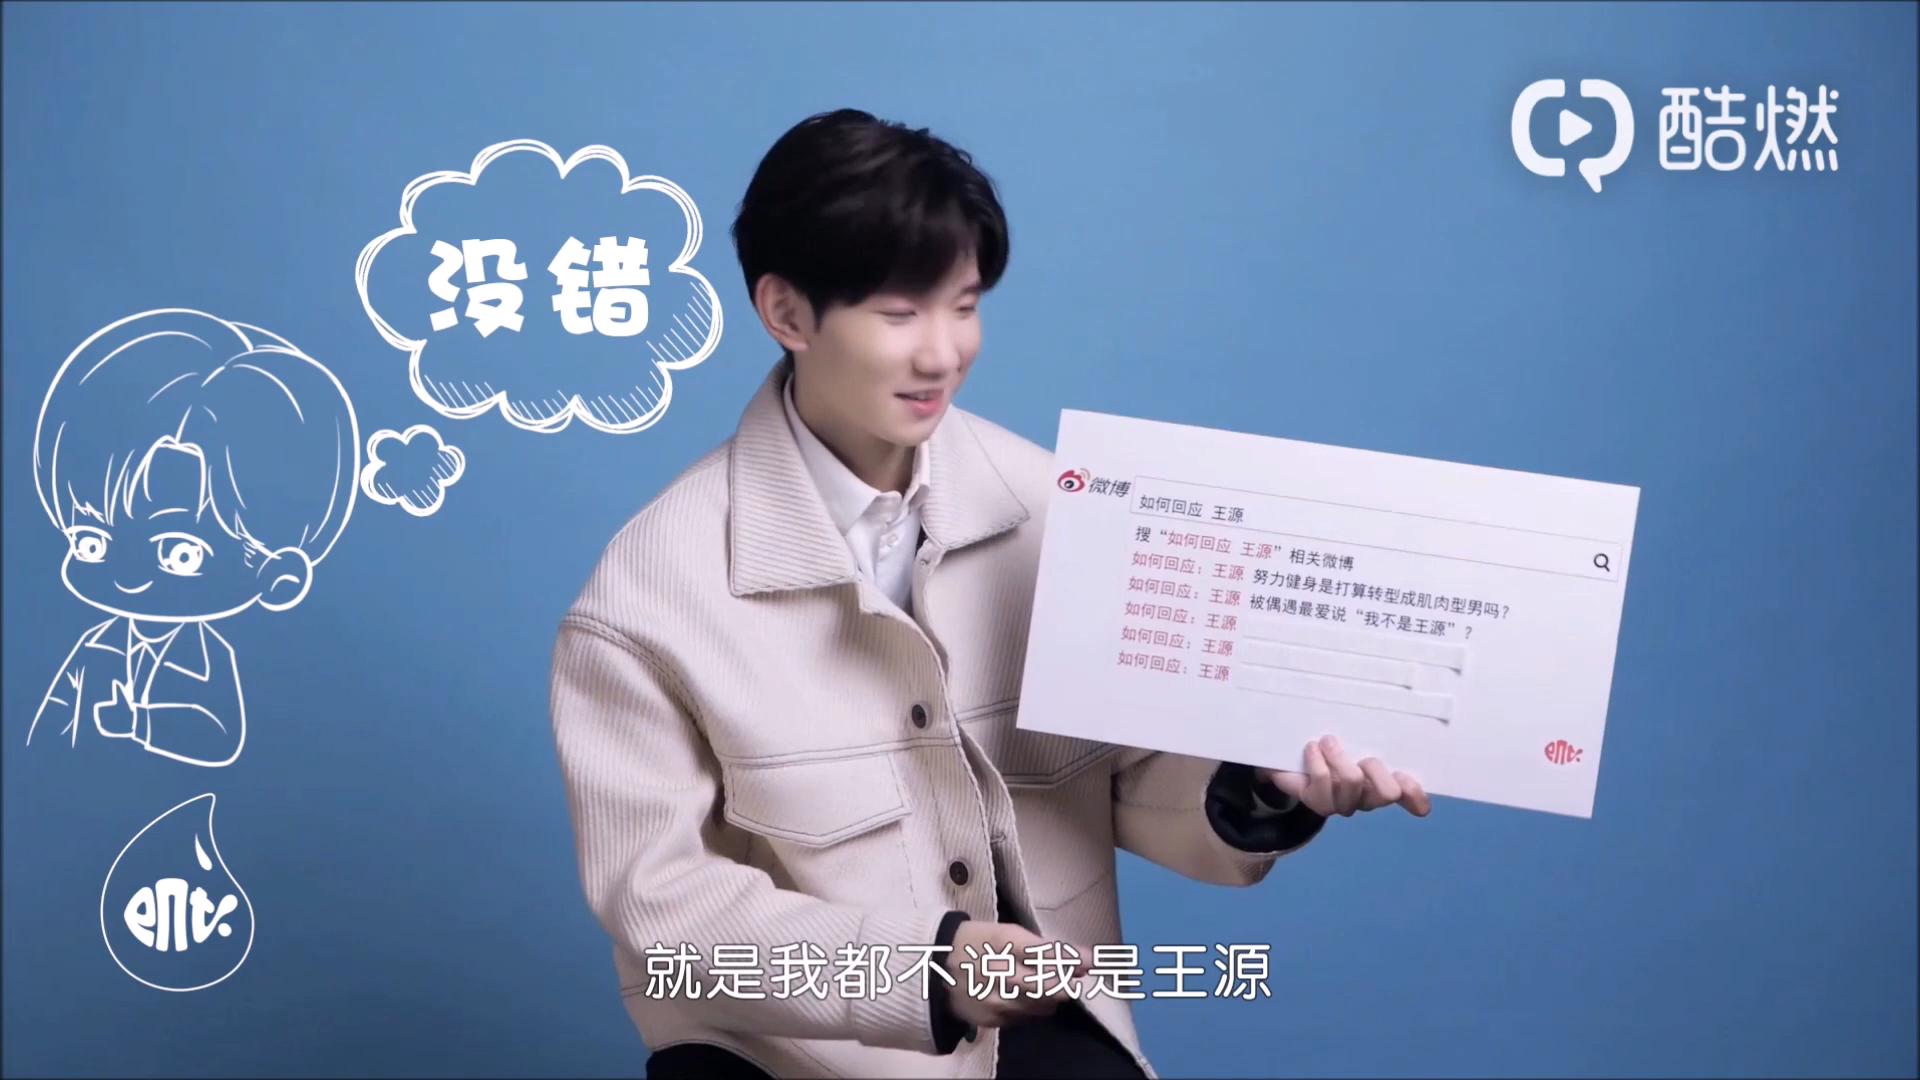 酷燃
没错
微博
如何回应 王源
搜“如何回应 王源”相关微博
如何回应：王源 努力健身是打算转型成肌肉型男吗？
如何回应：王源 被偶遇最爱说“我不是王源”？
如何回应：王源
如何回应：王源
如何回应：王源
ent.
ent.
就是我都不说我是王源